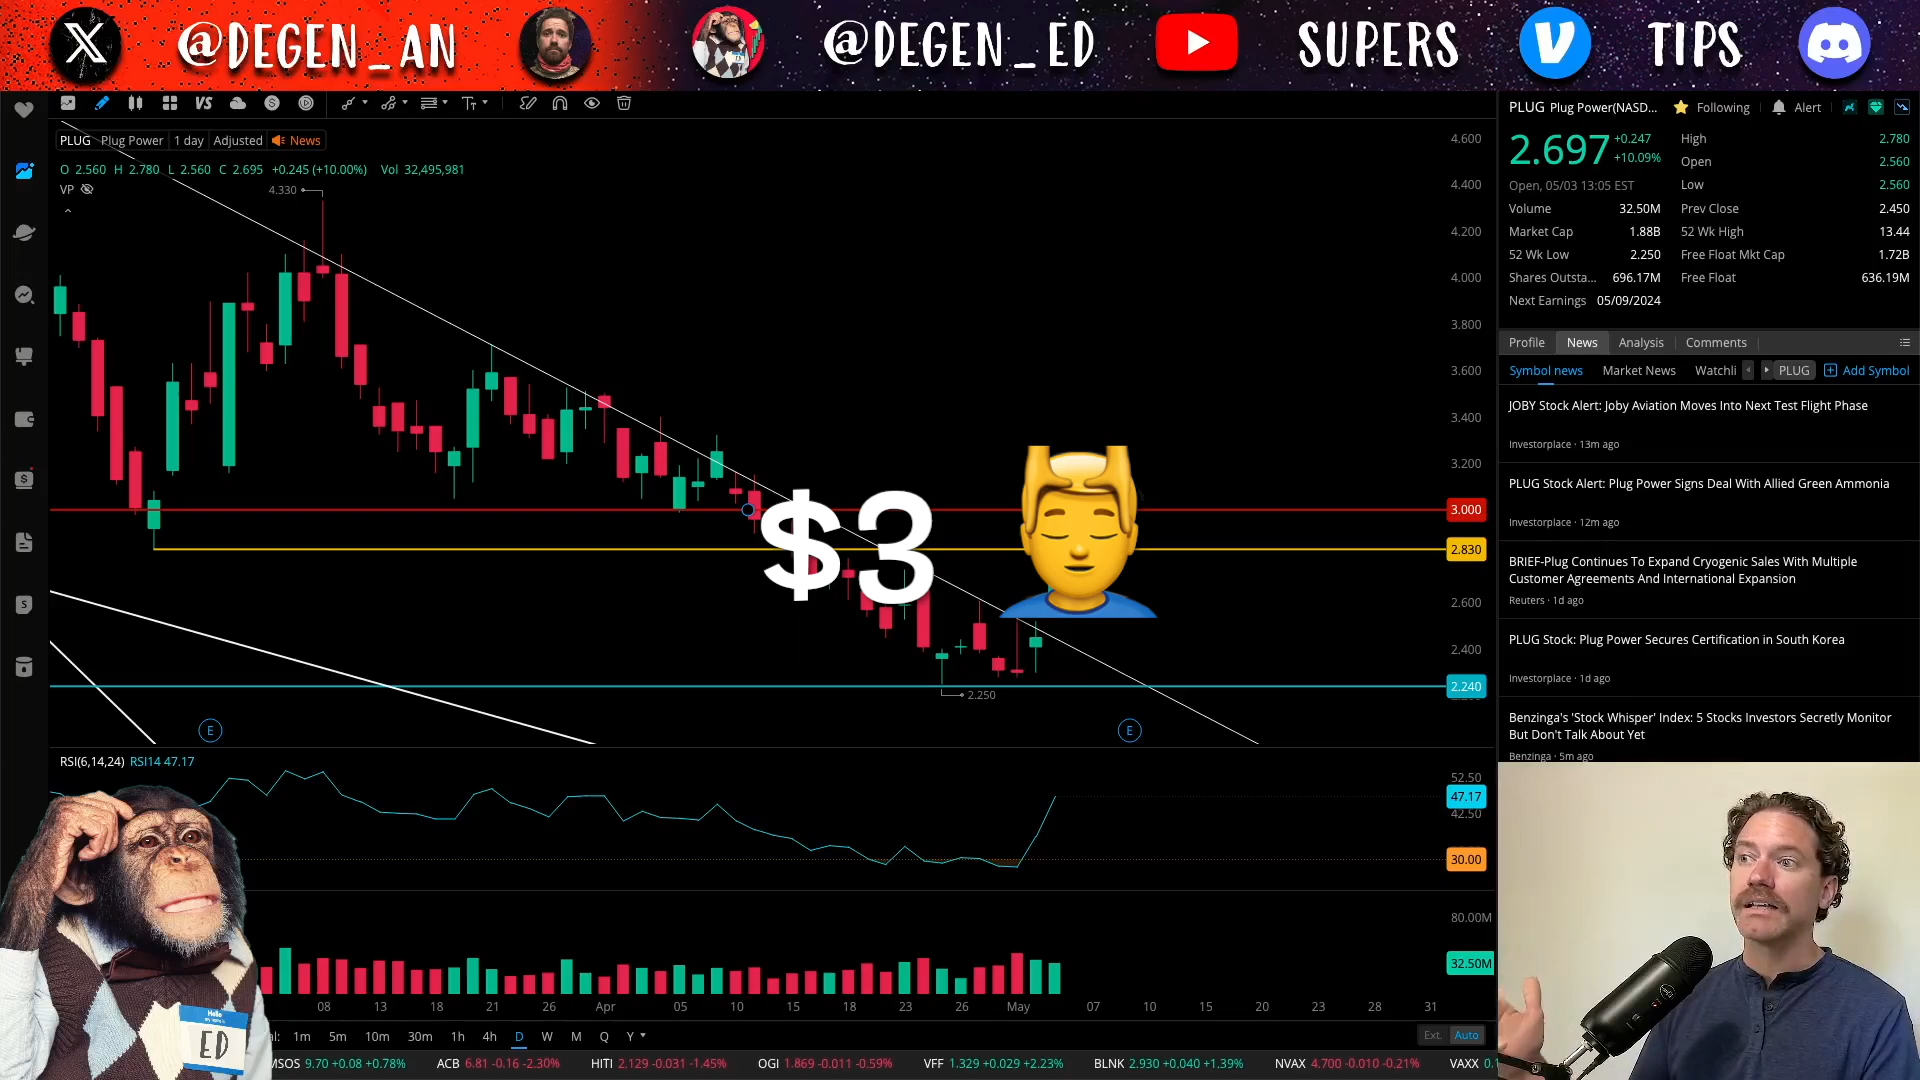 @DEGEN_AN
@DEGEN_ED
SUPERS
TIPS
VS
PLUG Plug Power 1 day Adjusted News
O 2.560 H 2.780 L 2.560 C 2.695 +0.245 (+10.00%) Vol 32,495,981
VP
4.330
4.600
4.400
4.200
4.000
3.800
3.600
3.400
3.200
3.000
2.830
2.600
2.400
2.240
$3
2.250
E
E
RSI(6,14,24) RSI14 47.17
52.50
47.17
42.50
30.00
80.00M
32.50M
08 13 18 21 26 Apr 05 10 15 18 23 26 May 07 10 15 20 23 28 31
1m 5m 10m 30m 1h 4h D W M Q Y
Ext. Auto
Hello
ED
MSOS 9.70 +0.08 +0.78% ACB 6.81 -0.16 -2.30% HITI 2.129 -0.031 -1.45% OGI 1.869 -0.011 -0.59% VFF 1.329 +0.029 +2.23% BLNK 2.930 +0.040 +1.39% NVAX 4.700 -0.010 -0.21% VAXX 0.
PLUG Plug Power(NASD... Following Alert
2.697 +0.247
+10.09%
Open, 05/03 13:05 EST
High 2.780
Open 2.560
Low 2.560
Volume 32.50M Prev Close 2.450
Market Cap 1.88B 52 Wk High 13.44
52 Wk Low 2.250 Free Float Mkt Cap 1.72B
Shares Outsta... 696.17M Free Float 636.19M
Next Earnings 05/09/2024
Profile News Analysis Comments
Symbol news Market News Watchli PLUG Add Symbol
JOBY Stock Alert: Joby Aviation Moves Into Next Test Flight Phase
Investorplace · 13m ago
PLUG Stock Alert: Plug Power Signs Deal With Allied Green Ammonia
Investorplace · 12m ago
BRIEF-Plug Continues To Expand Cryogenic Sales With Multiple
Customer Agreements And International Expansion
Reuters · 1d ago
PLUG Stock: Plug Power Secures Certification in South Korea
Investorplace · 1d ago
Benzinga's 'Stock Whisper' Index: 5 Stocks Investors Secretly Monitor
But Don't Talk About Yet
Benzinga · 5m ago